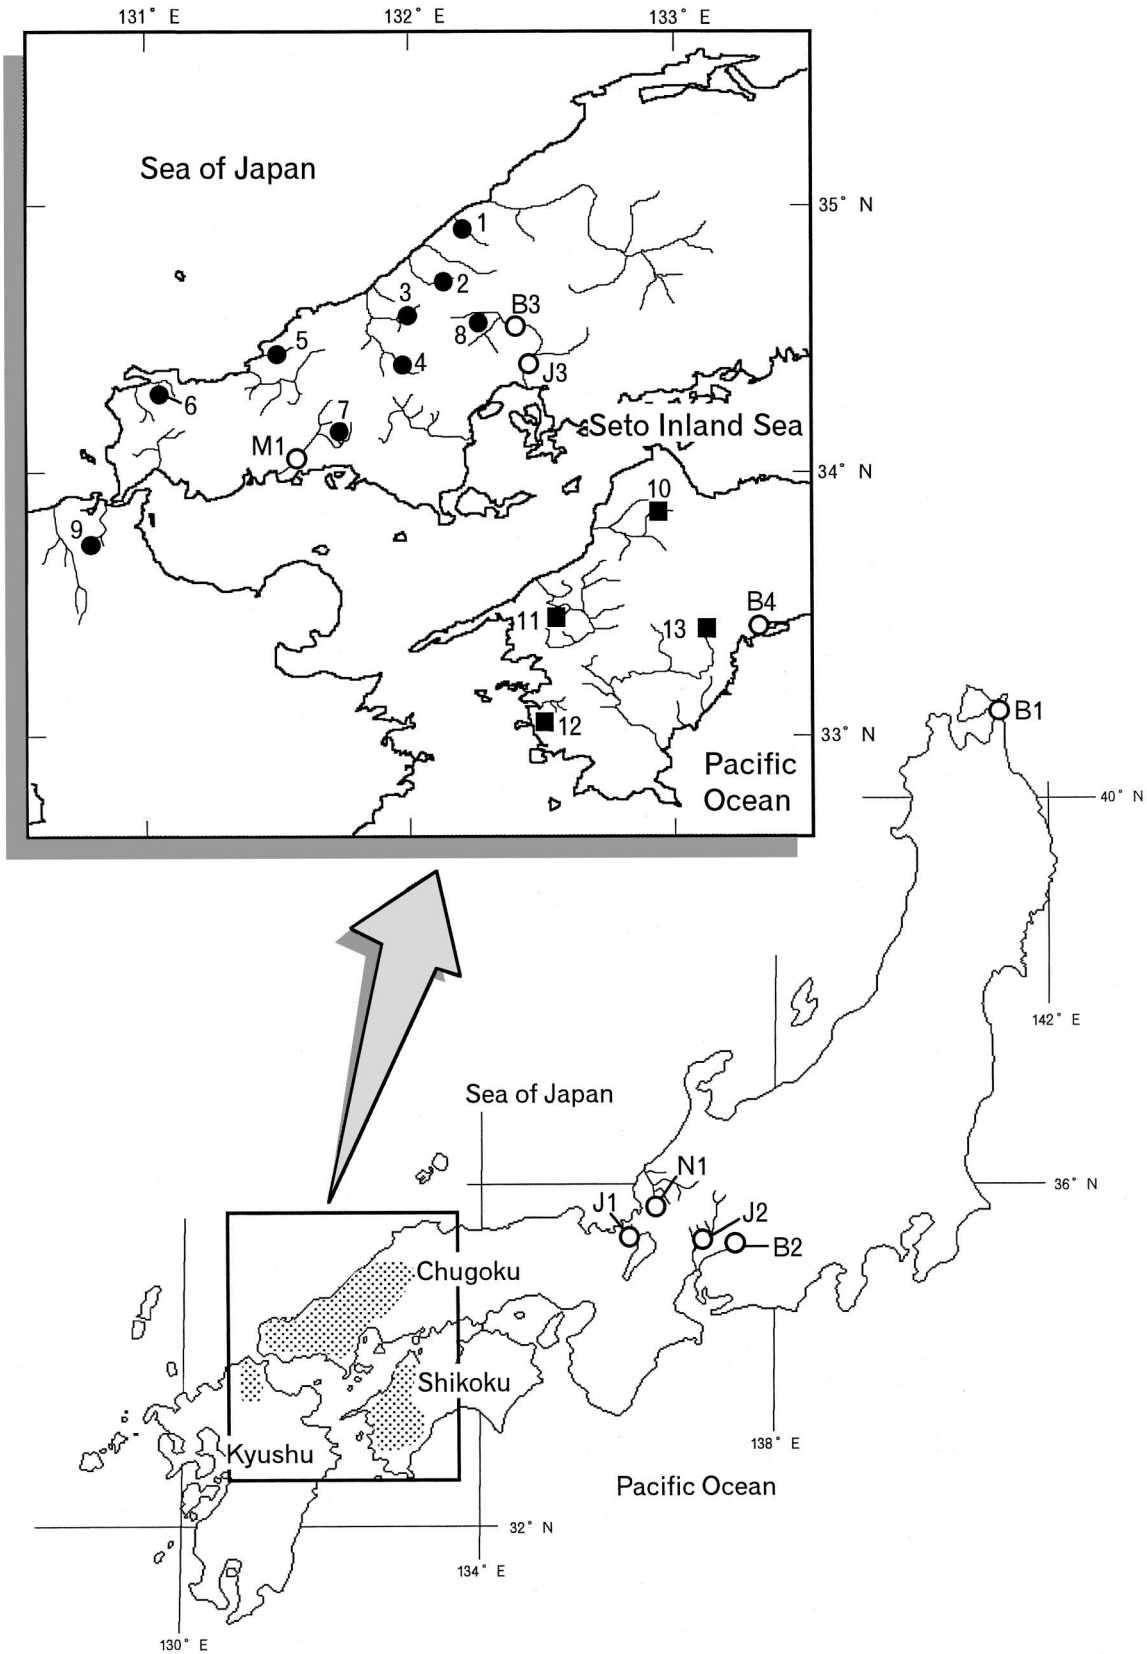 131° E
132° E
133° E
Sea of Japan
35° N
1
2
3
B3
8
5
4
J3
6
7
Seto Inland Sea
M1
34° N
10
9
B4
11
13
12
33° N
B1
Pacific
Ocean
40° N
142° E
Sea of Japan
N1
36° N
J1
J2
B2
Chugoku
Shikoku
138° E
Kyushu
Pacific Ocean
32° N
134° E
130° E